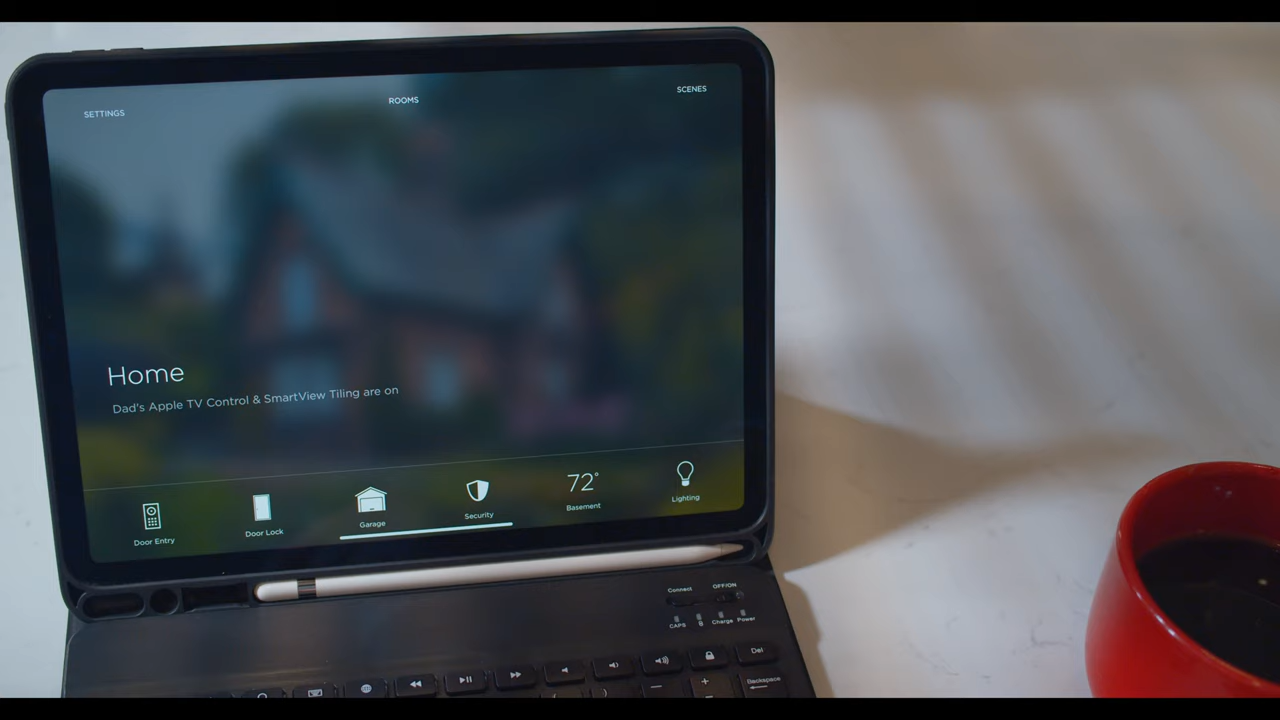 SETTINGS
ROOMS
SCENES
Home
Dad's Apple TV Control & SmartView Tiling are on
72°
Door Entry
Door Lock
Garage
Security
Basement
Lighting
Connect
OFF/ON
CAPS
Charge
Power
Del
Backspace